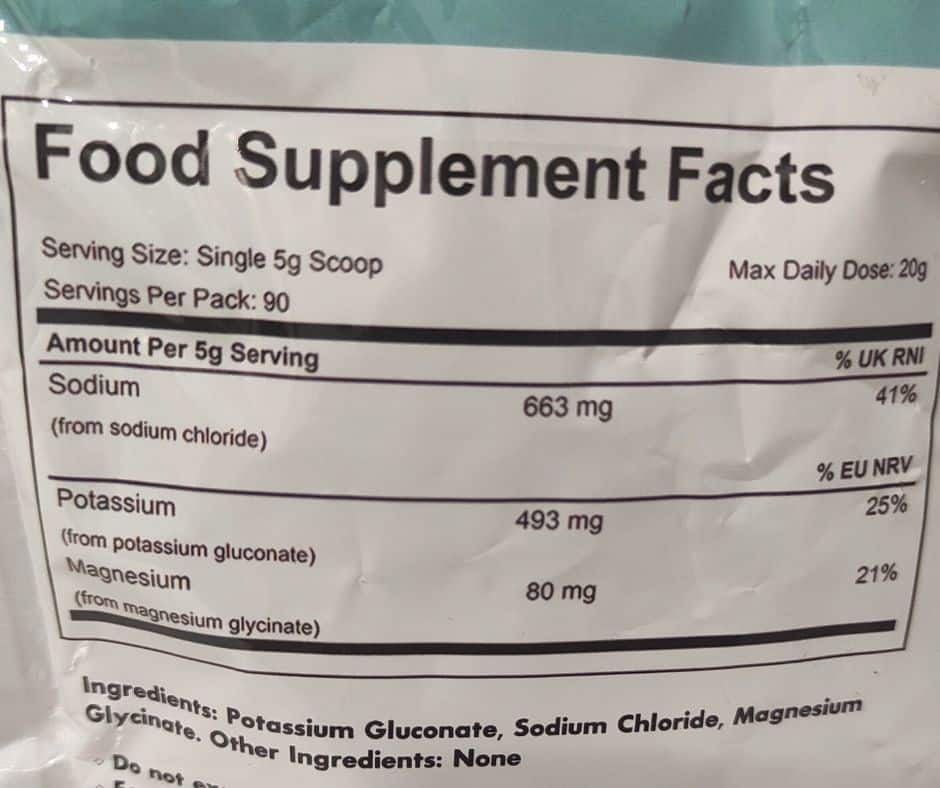 Food Supplement Facts
Serving Size: Single 5g Scoop
Max Daily Dose: 20g
Servings Per Pack: 90
Amount Per 5g Serving
% UK RNI
Sodium 663 mg 41%
(from sodium chloride)
% EU NRV
Potassium 493 mg 25%
(from potassium gluconate)
Magnesium 80 mg 21%
(from magnesium glycinate)
Ingredients: Potassium Gluconate, Sodium Chloride, Magnesium
Glycinate. Other Ingredients: None
Do not